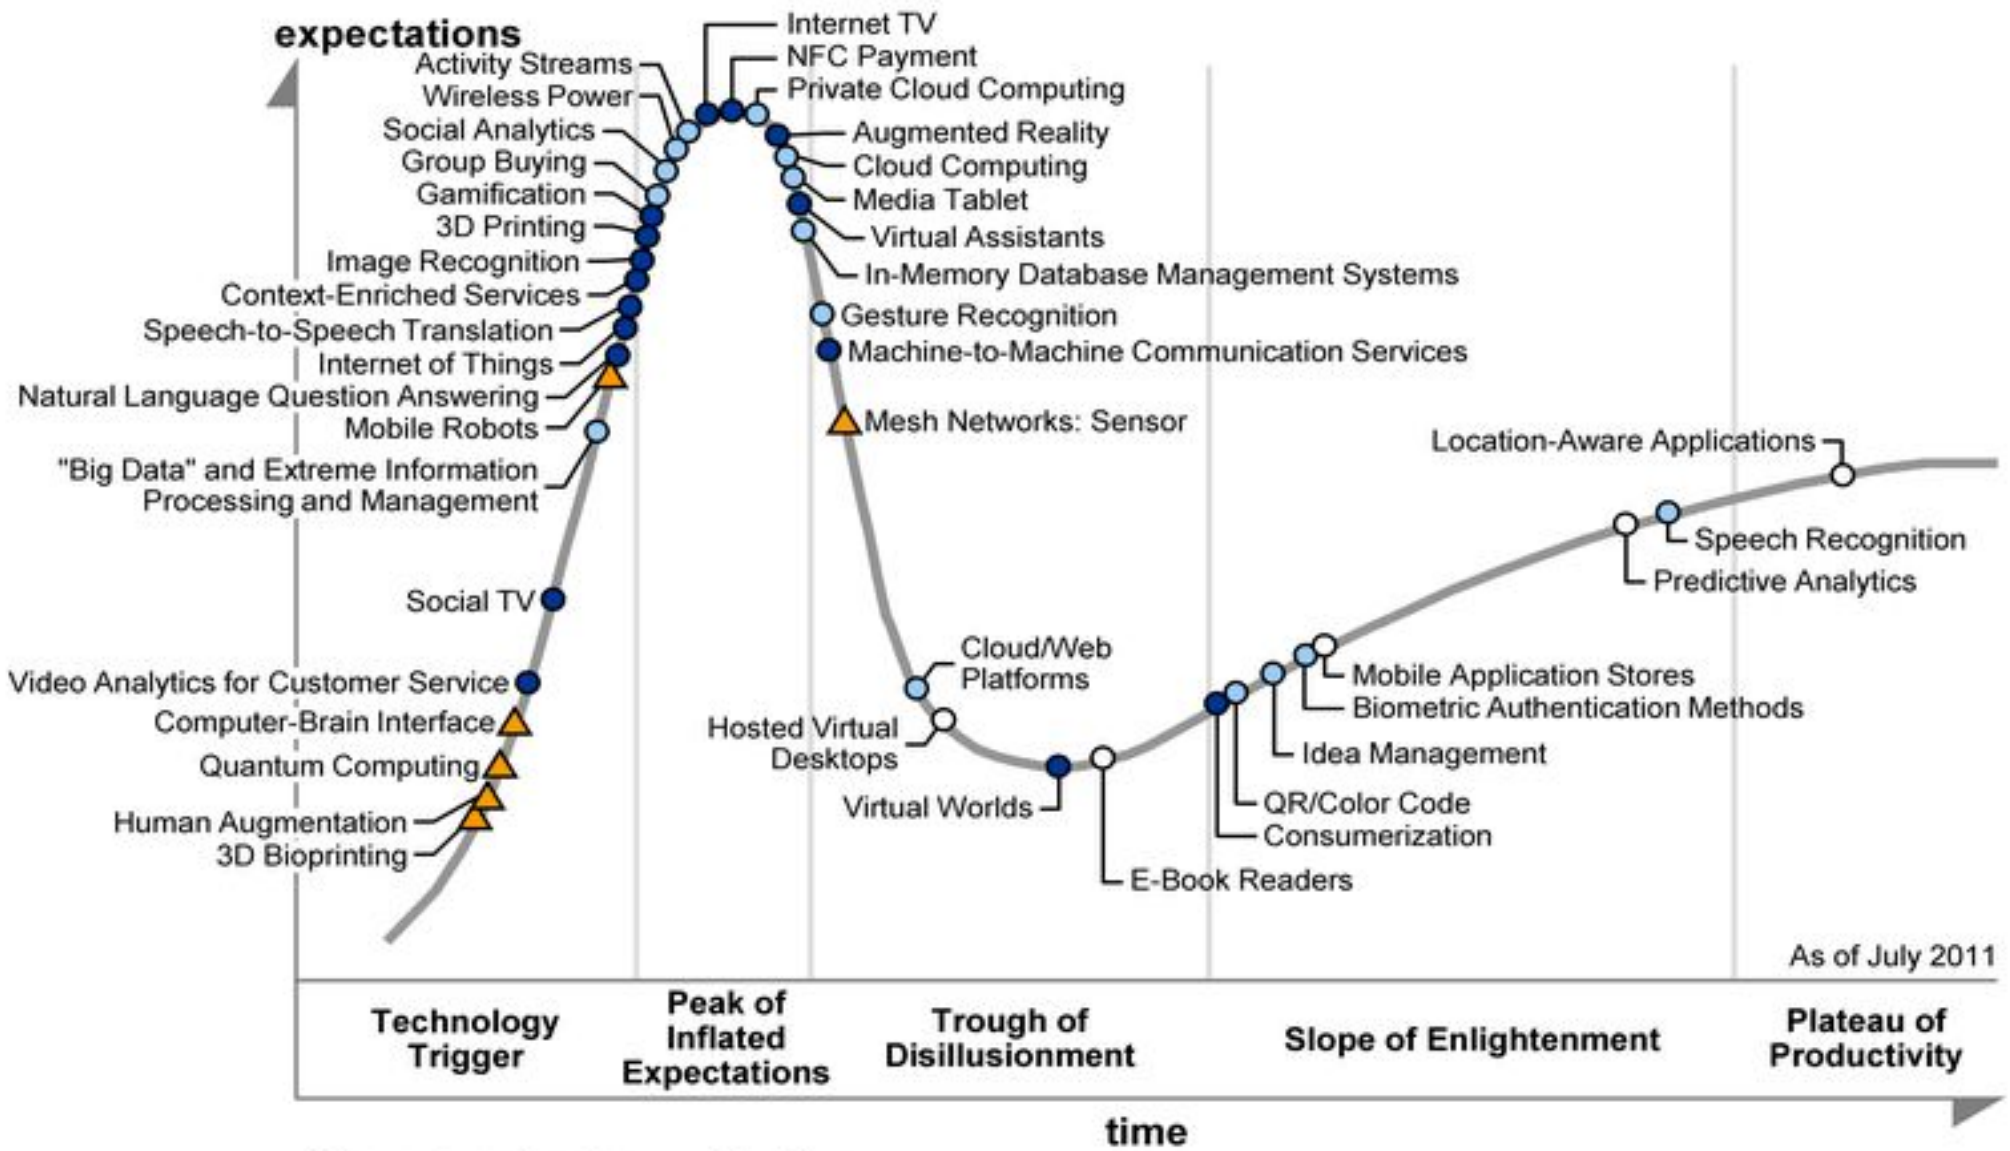 expectations
Activity Streams
Wireless Power
Social Analytics
Group Buying
Gamification
3D Printing
Image Recognition
Context-Enriched Services
Speech-to-Speech Translation
Internet of Things
Natural Language Question Answering
Mobile Robots
"Big Data" and Extreme Information
Processing and Management
Social TV
Video Analytics for Customer Service
Computer-Brain Interface
Quantum Computing
Human Augmentation
3D Bioprinting
Internet TV
NFC Payment
Private Cloud Computing
Augmented Reality
Cloud Computing
Media Tablet
Virtual Assistants
In-Memory Database Management Systems
Gesture Recognition
Machine-to-Machine Communication Services
Mesh Networks: Sensor
Cloud/Web
Platforms
Hosted Virtual
Desktops
Virtual Worlds
E-Book Readers
Location-Aware Applications
Speech Recognition
Predictive Analytics
Mobile Application Stores
Biometric Authentication Methods
Idea Management
QR/Color Code
Consumerization
As of July 2011
Technology
Trigger
Peak of
Inflated
Expectations
Trough of
Disillusionment
Slope of Enlightenment
Plateau of
Productivity
time